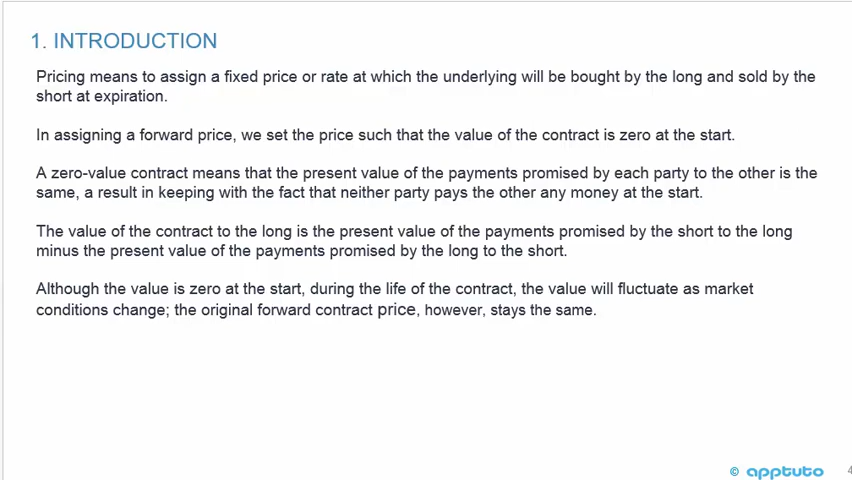 1. INTRODUCTION
Pricing means to assign a fixed price or rate at which the underlying will be bought by the long and sold by the
short at expiration.
In assigning a forward price, we set the price such that the value of the contract is zero at the start.
A zero-value contract means that the present value of the payments promised by each party to the other is the
same, a result in keeping with the fact that neither party pays the other any money at the start.
The value of the contract to the long is the present value of the payments promised by the short to the long
minus the present value of the payments promised by the long to the short.
Although the value is zero at the start, during the life of the contract, the value will fluctuate as market
conditions change; the original forward contract price, however, stays the same.
© apptuto 4